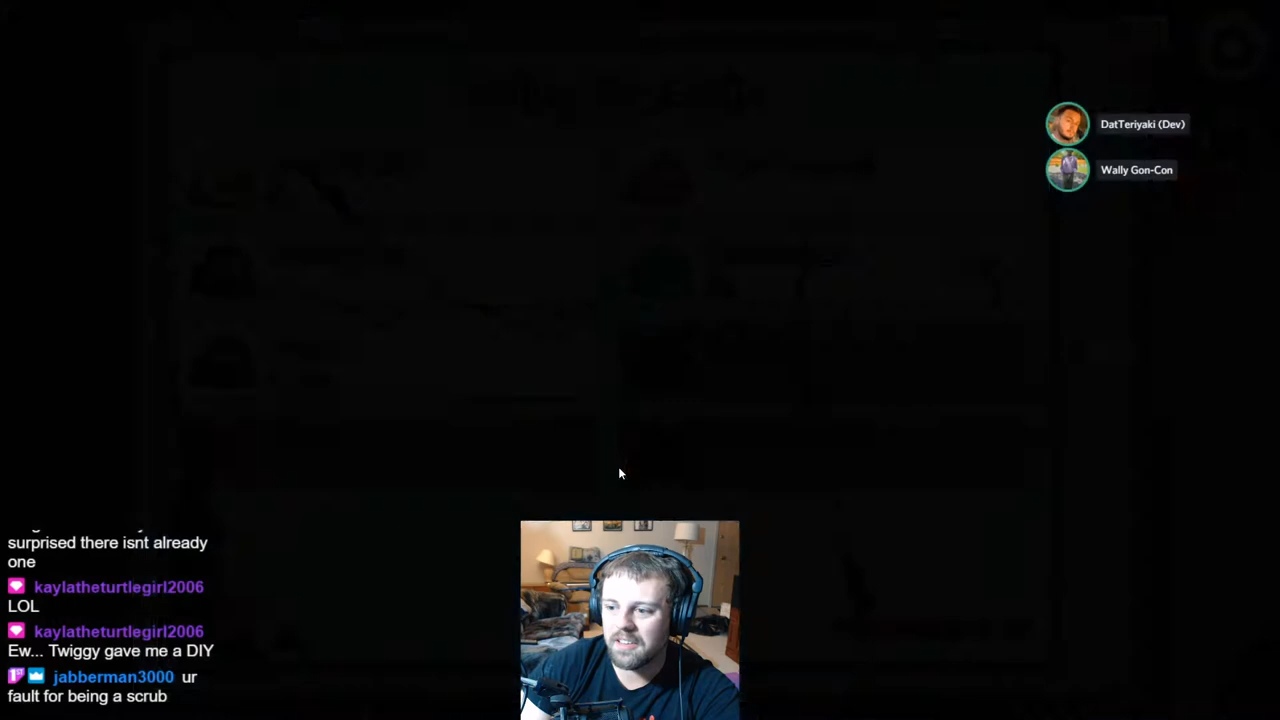 DatTeriyaki (Dev)
Wally Gon-Con
surprised there isnt already
one
kaylatheturtlegirl2006
LOL
kaylatheturtlegirl2006
Ew... Twiggy gave me a DIY
jabberman3000 ur
fault for being a scrub